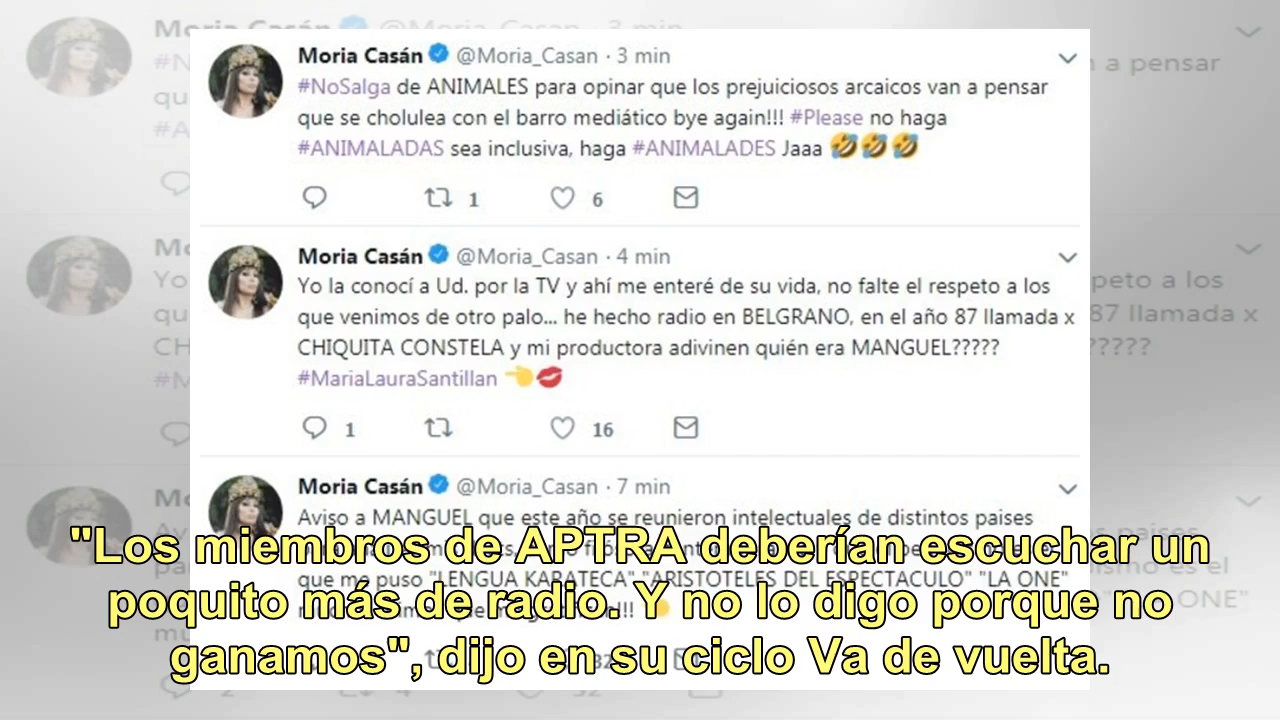 Moria Casán @Moria_Casan · 3 min
#NoSalga de ANIMALES para opinar que los prejuiciosos arcaicos van a pensar
que se cholulea con el barro mediático bye again!!! #Please no haga
#ANIMALADAS sea inclusiva, haga #ANIMALADES Jaaa 🤣🤣🤣
1 6
Moria Casán @Moria_Casan · 4 min
Yo la conocí a Ud. por la TV y ahí me enteré de su vida, no falte el respeto a los
que venimos de otro palo... he hecho radio en BELGRANO, en el año 87 llamada x
CHIQUITA CONSTELA y mi productora adivinen quién era MANGUEL?????
#MariaLauraSantillan 👈💋
1 16
Moria Casán @Moria_Casan · 7 min
Aviso a MANGUEL que este año se reunieron intelectuales de distintos paises
que me puso "LENGUA KARATECA" "ARISTOTELES DEL ESPECTACULO" "LA ONE"
"Los miembros de APTRA deberían escuchar un
poquito más de radio. Y no lo digo porque no
ganamos", dijo en su ciclo Va de vuelta.